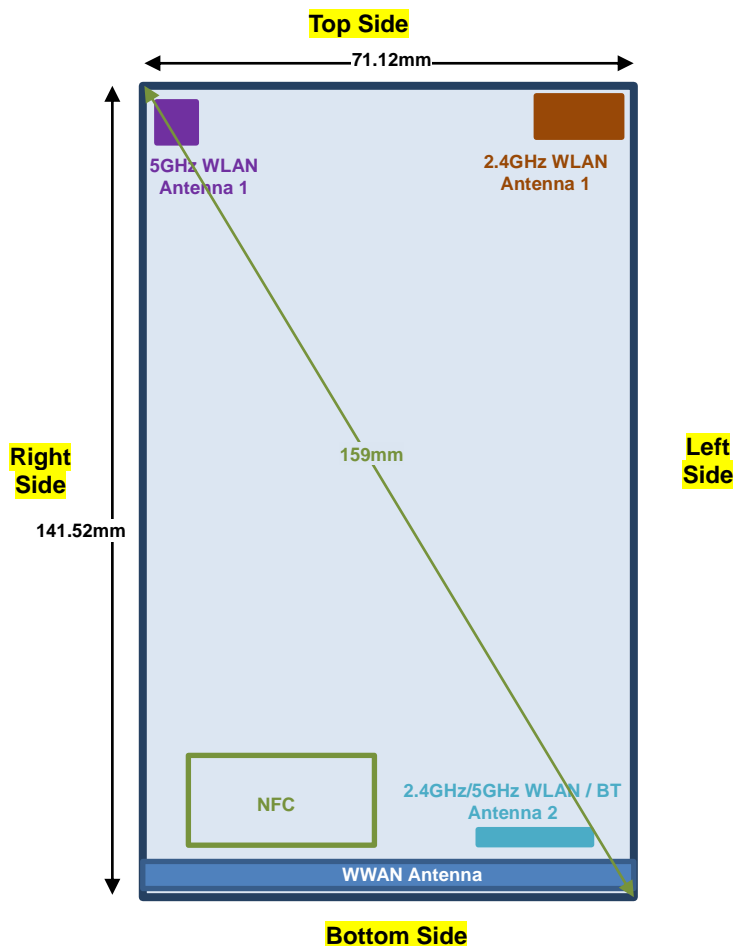 Top Side
71.12mm
5GHz WLAN
Antenna 1
2.4GHz WLAN
Antenna 1
Right
Side
159mm
Left
Side
141.52mm
NFC
2.4GHz/5GHz WLAN / BT
Antenna 2
WWAN Antenna
Bottom Side